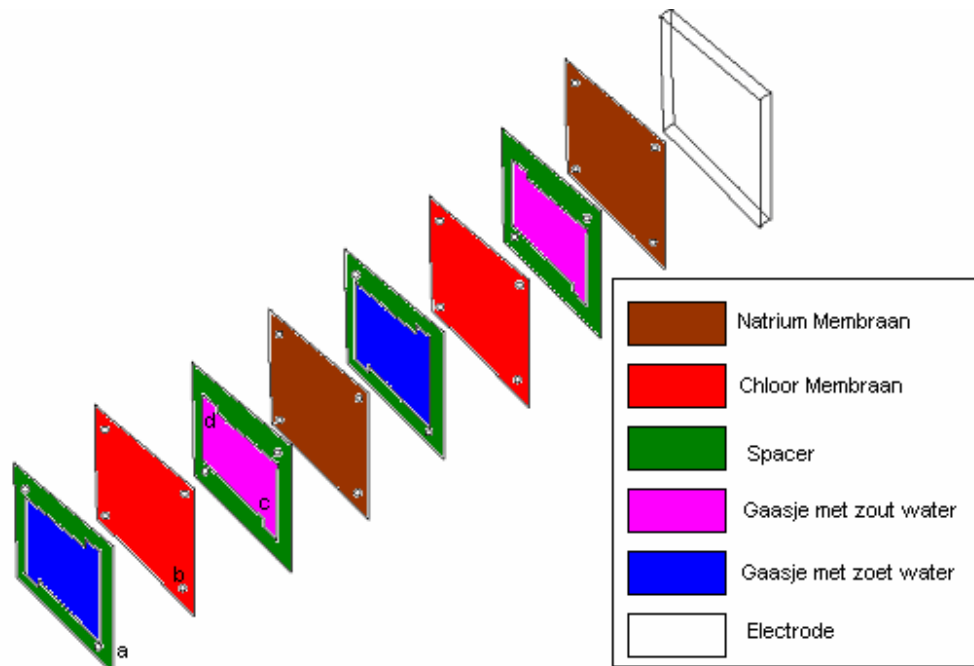 d
c
b
a
Natrium Membraan
Chloor Membraan
Spacer
Gaasje met zout water
Gaasje met zoet water
Electrode